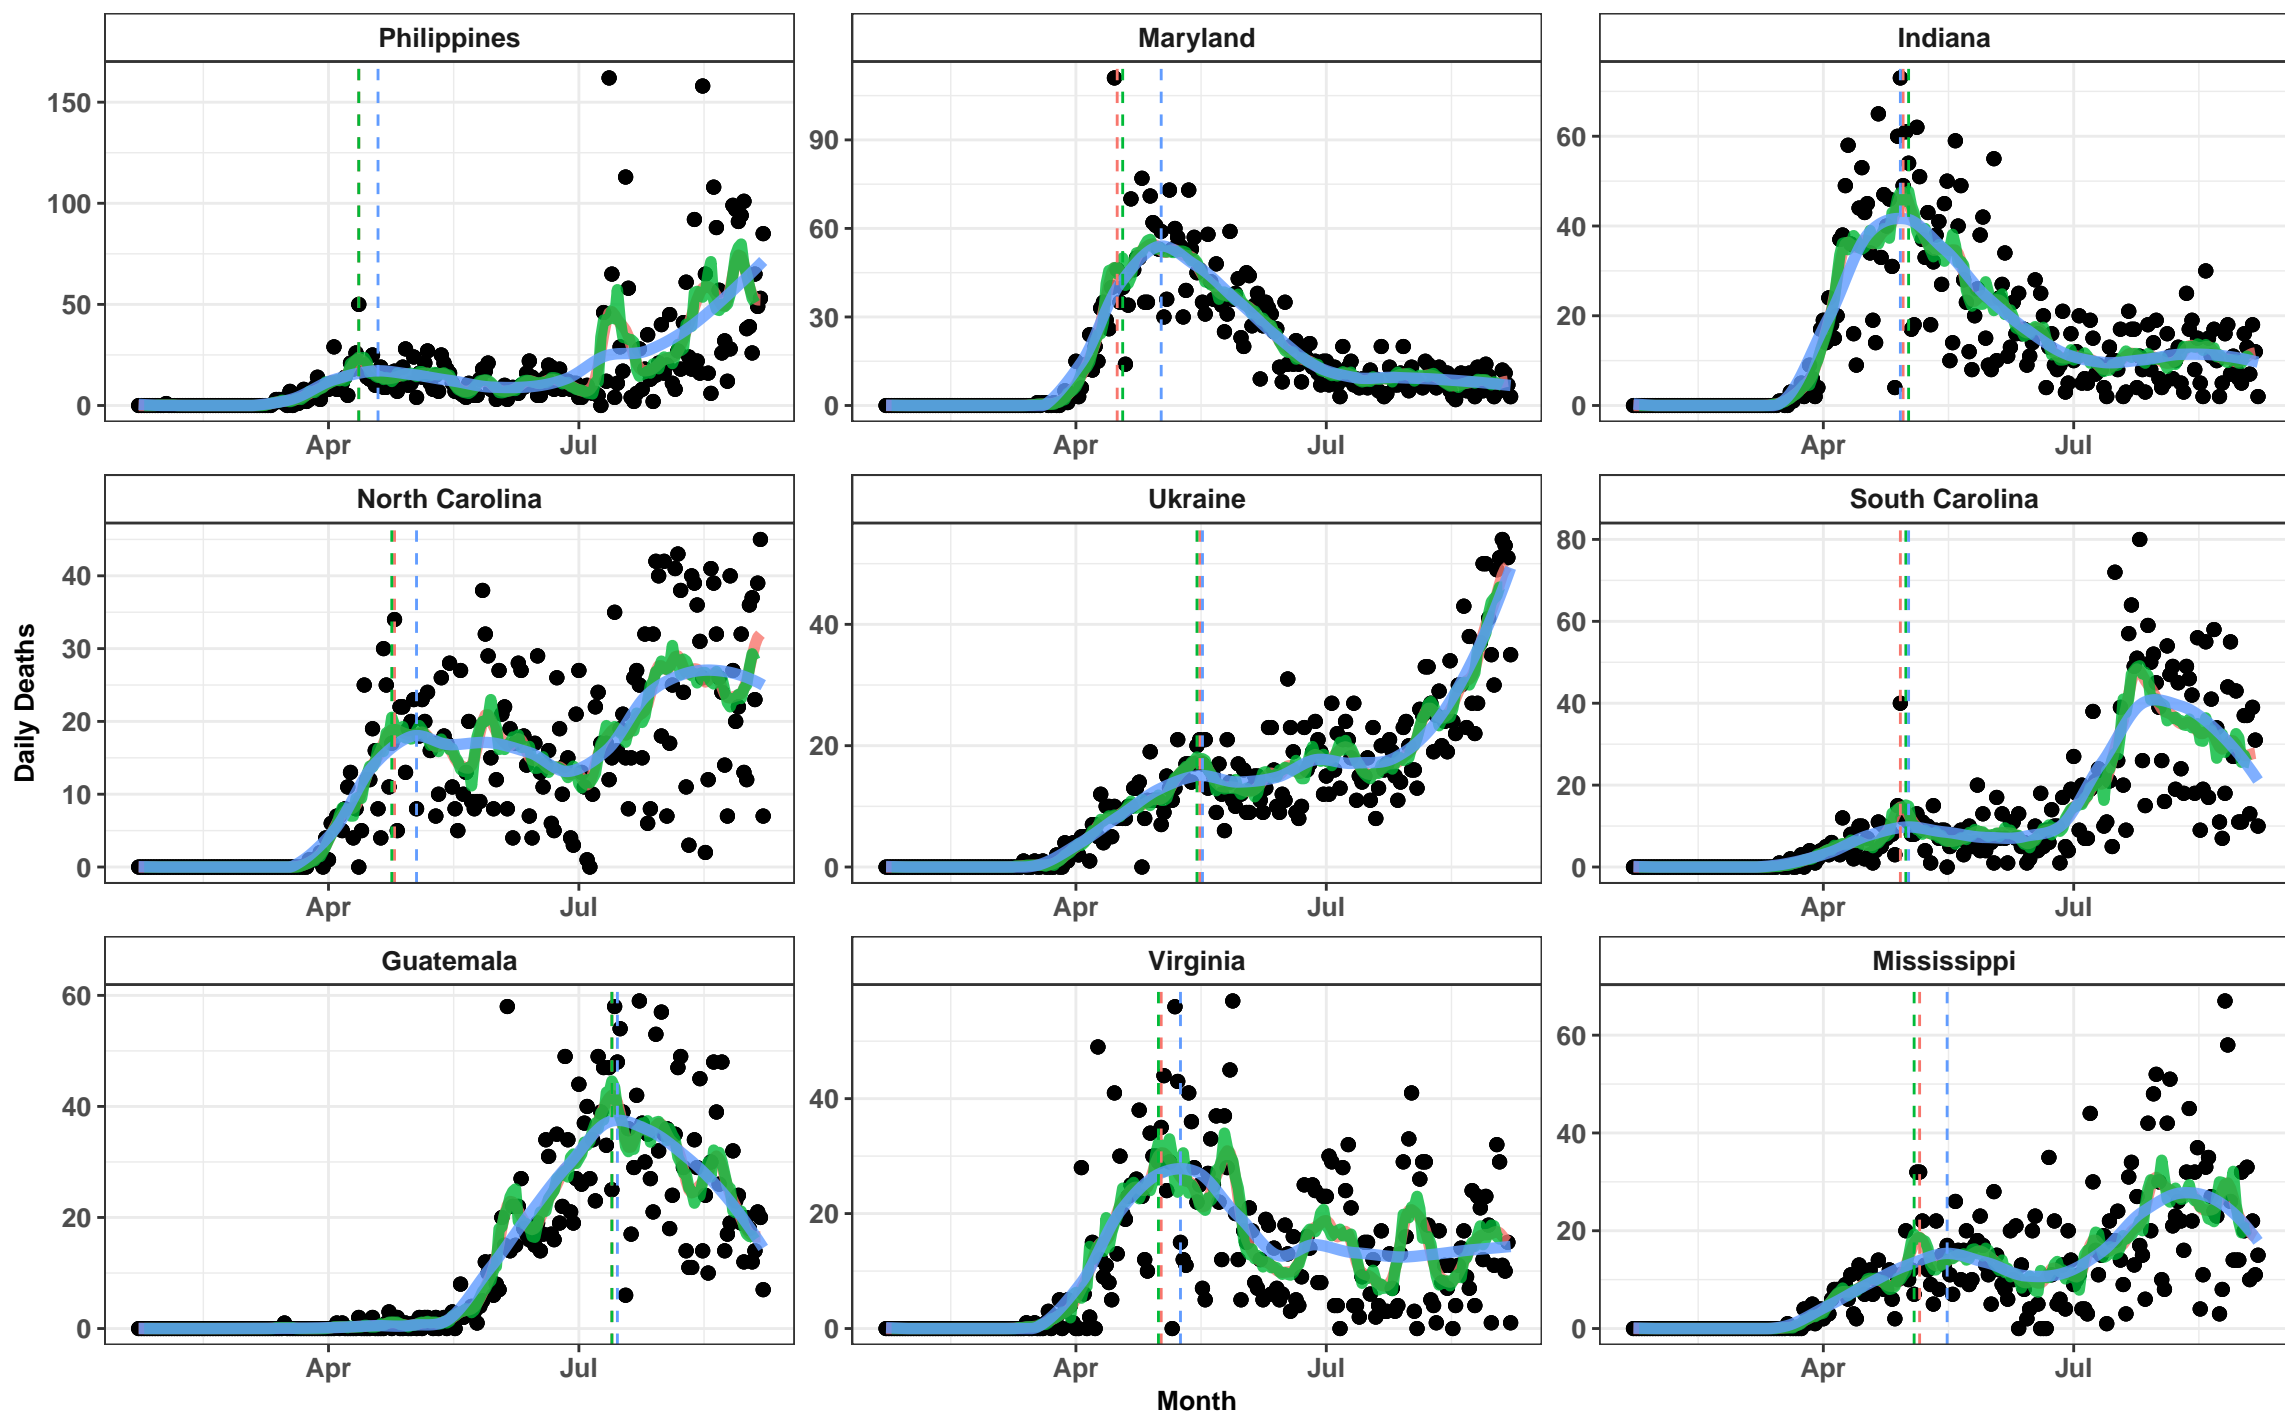 Philippines
Maryland
Indiana
150
100
50
0
Apr
Jul
90
60
30
0
Apr
Jul
60
40
20
0
Apr
Jul
Daily Deaths
North Carolina
Ukraine
South Carolina
40
30
20
10
0
Apr
Jul
40
20
0
Apr
Jul
80
60
40
20
0
Apr
Jul
Guatemala
Virginia
Mississippi
60
40
20
0
Apr
Jul
40
20
0
Apr
Jul
60
40
20
0
Apr
Jul
Month